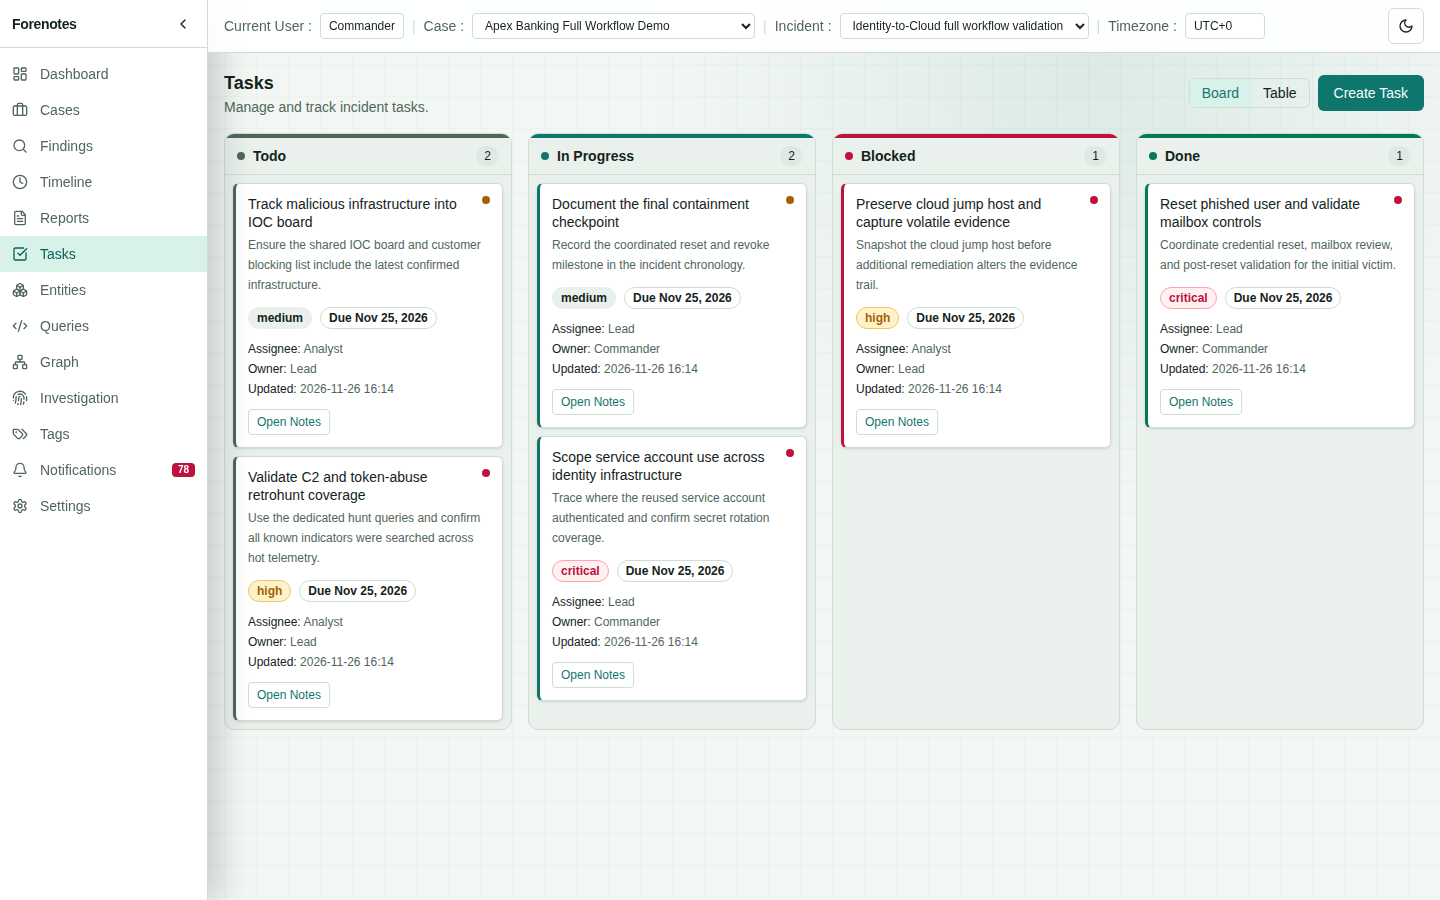 Forenotes
Current User :
Commander
Case :
Apex Banking Full Workflow Demo
Incident :
Identity-to-Cloud full workflow validation
Timezone :
UTC+0
Dashboard
Cases
Findings
Timeline
Reports
Tasks
Entities
Queries
Graph
Investigation
Tags
Notifications
78
Settings
Tasks
Manage and track incident tasks.
Board
Table
Create Task
Todo
2
Track malicious infrastructure into
IOC board
Ensure the shared IOC board and customer
blocking list include the latest confirmed
infrastructure.
medium
Due Nov 25, 2026
Assignee: Analyst
Owner: Lead
Updated: 2026-11-26 16:14
Open Notes
Validate C2 and token-abuse
retrohunt coverage
Use the dedicated hunt queries and confirm
all known indicators were searched across
hot telemetry.
high
Due Nov 25, 2026
Assignee: Analyst
Owner: Lead
Updated: 2026-11-26 16:14
Open Notes
In Progress
2
Document the final containment
checkpoint
Record the coordinated reset and revoke
milestone in the incident chronology.
medium
Due Nov 25, 2026
Assignee: Lead
Owner: Commander
Updated: 2026-11-26 16:14
Open Notes
Scope service account use across
identity infrastructure
Trace where the reused service account
authenticated and confirm secret rotation
coverage.
critical
Due Nov 25, 2026
Assignee: Lead
Owner: Commander
Updated: 2026-11-26 16:14
Open Notes
Blocked
1
Preserve cloud jump host and
capture volatile evidence
Snapshot the cloud jump host before
additional remediation alters the evidence
trail.
high
Due Nov 25, 2026
Assignee: Analyst
Owner: Lead
Updated: 2026-11-26 16:14
Open Notes
Done
1
Reset phished user and validate
mailbox controls
Coordinate credential reset, mailbox review,
and post-reset validation for the initial victim.
critical
Due Nov 25, 2026
Assignee: Lead
Owner: Commander
Updated: 2026-11-26 16:14
Open Notes